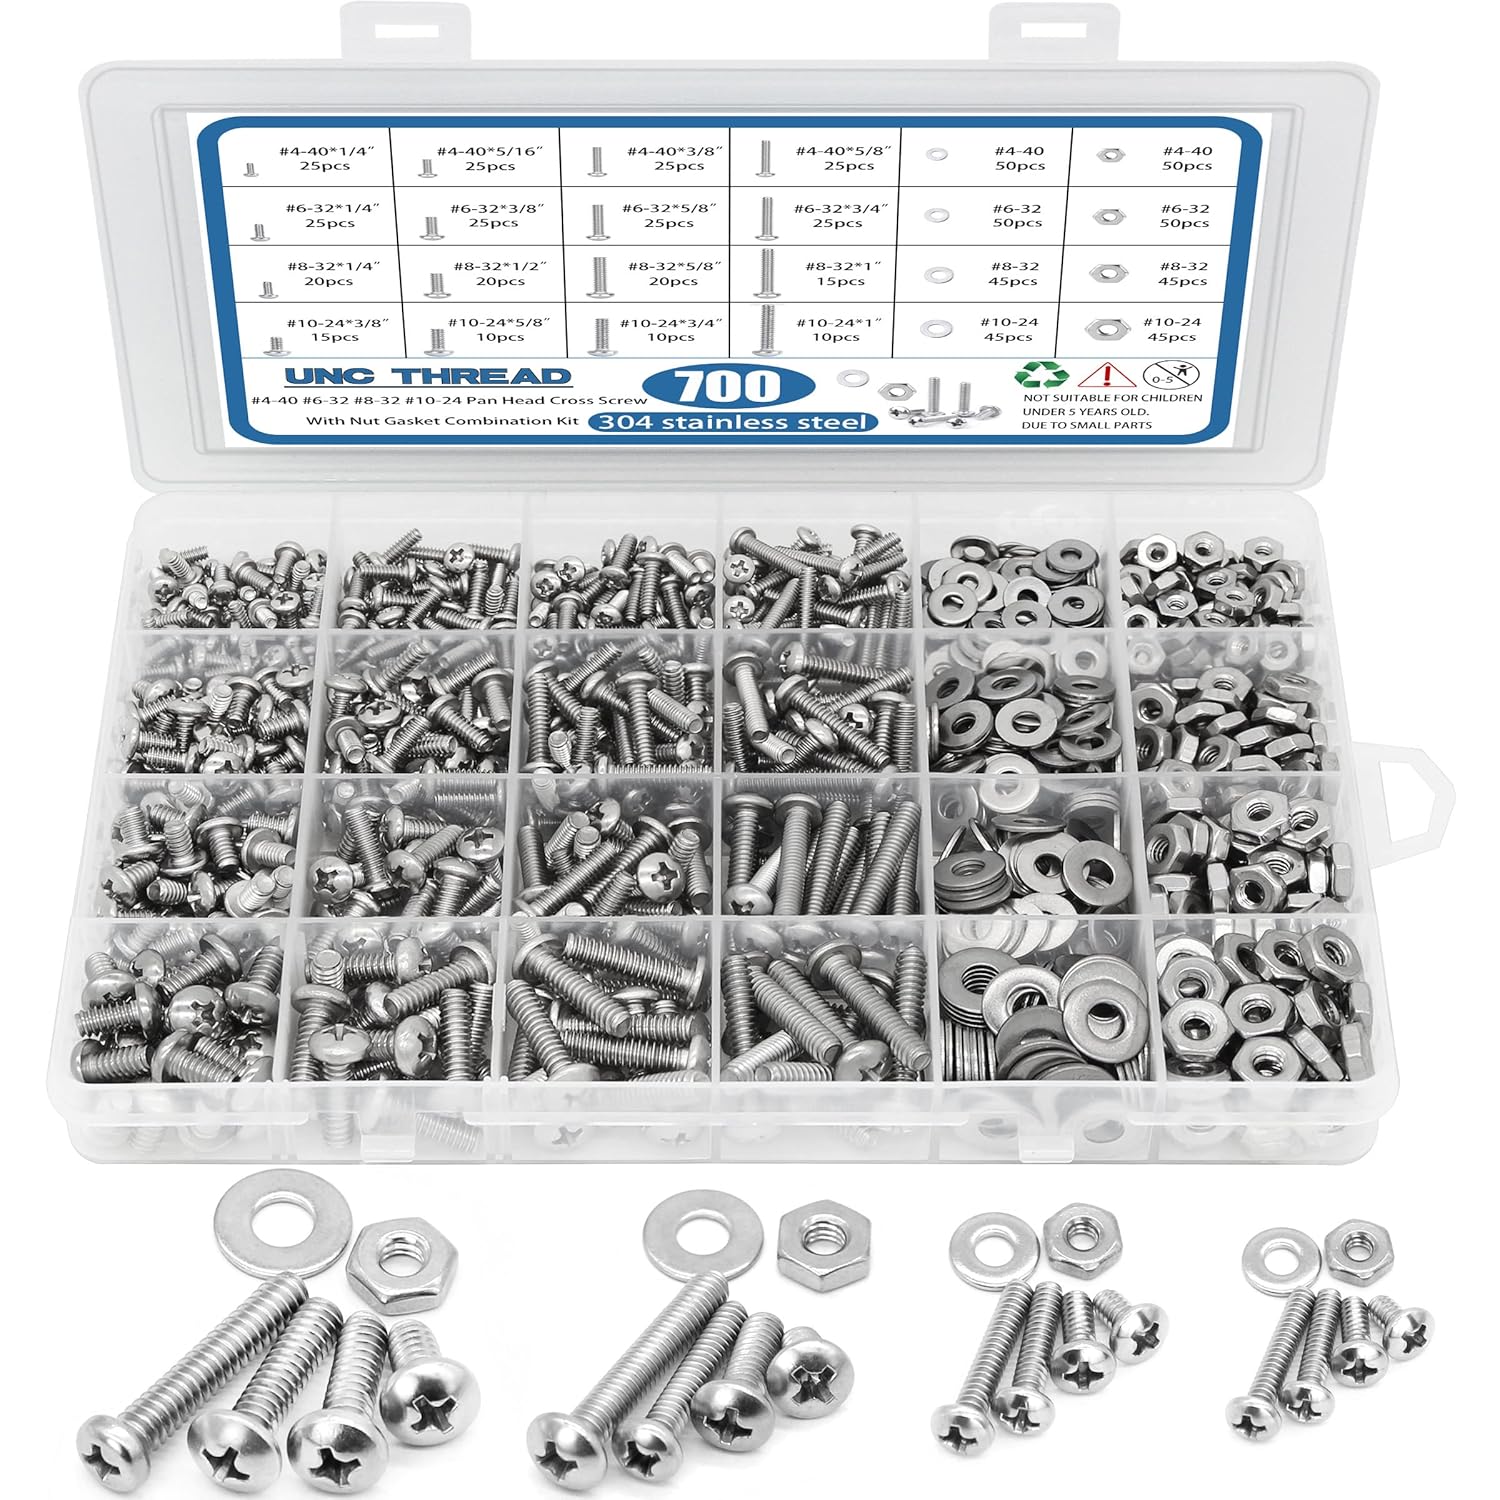 #4-40*1/4″
25pcs
#4-40*5/16″
25pcs
#4-40*3/8″
25pcs
#4-40*5/8″
25pcs
#4-40
50pcs
#4-40
50pcs
#6-32*1/4″
25pcs
#6-32*3/8″
25pcs
#6-32*5/8″
25pcs
#6-32*3/4″
25pcs
#6-32
50pcs
#6-32
50pcs
#8-32*1/4″
20pcs
#8-32*1/2″
20pcs
#8-32*5/8″
20pcs
#8-32*1″
15pcs
#8-32
45pcs
#8-32
45pcs
#10-24*3/8″
15pcs
#10-24*5/8″
10pcs
#10-24*3/4″
10pcs
#10-24*1″
10pcs
#10-24
45pcs
#10-24
45pcs
UNC THREAD
700
#4-40 #6-32 #8-32 #10-24 Pan Head Cross Screw
With Nut Gasket Combination Kit
304 stainless steel
0-5
NOT SUITABLE FOR CHILDREN
UNDER 5 YEARS OLD.
DUE TO SMALL PARTS